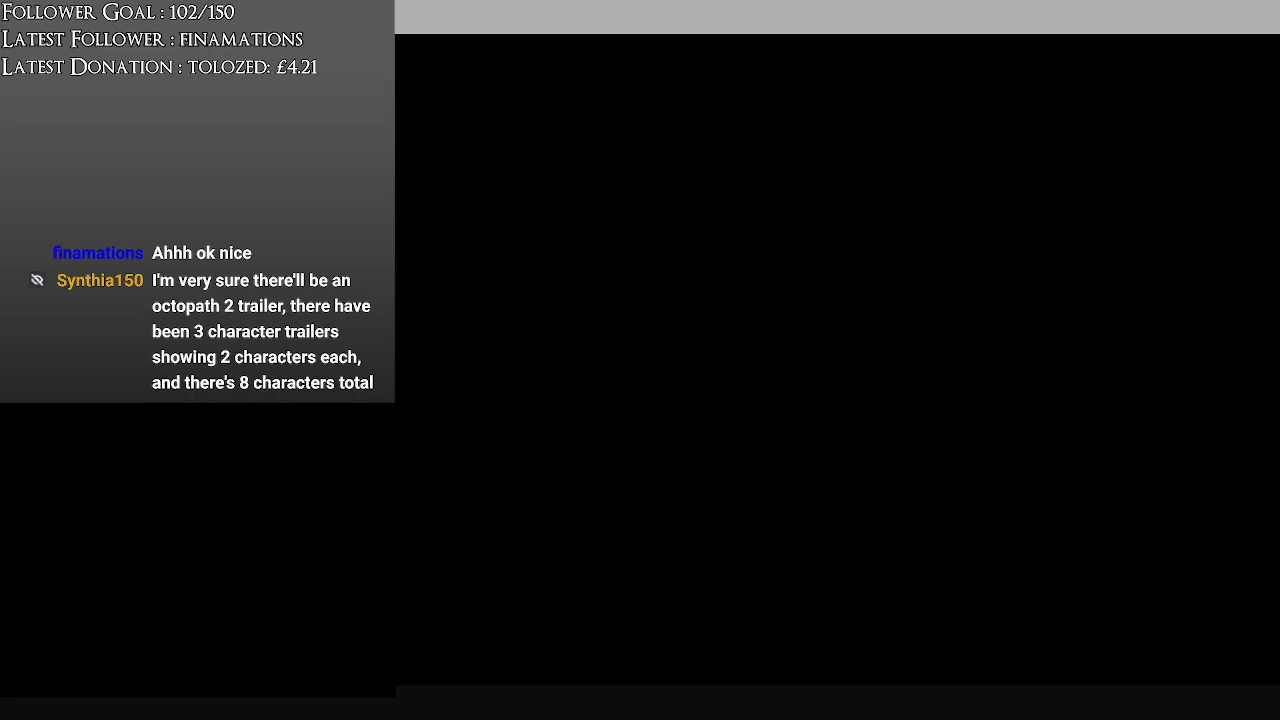 Follower Goal : 102/150
Latest Follower : finamations
Latest Donation : tolozed: £4.21
finamations Ahhh ok nice
Synthia150 I'm very sure there'll be an
octopath 2 trailer, there have
been 3 character trailers
showing 2 characters each,
and there's 8 characters total